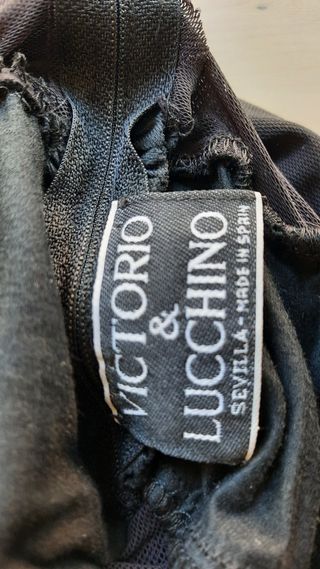 VICTORIO
&
LUCCHINO
SEVILLA - MADE IN SPAIN